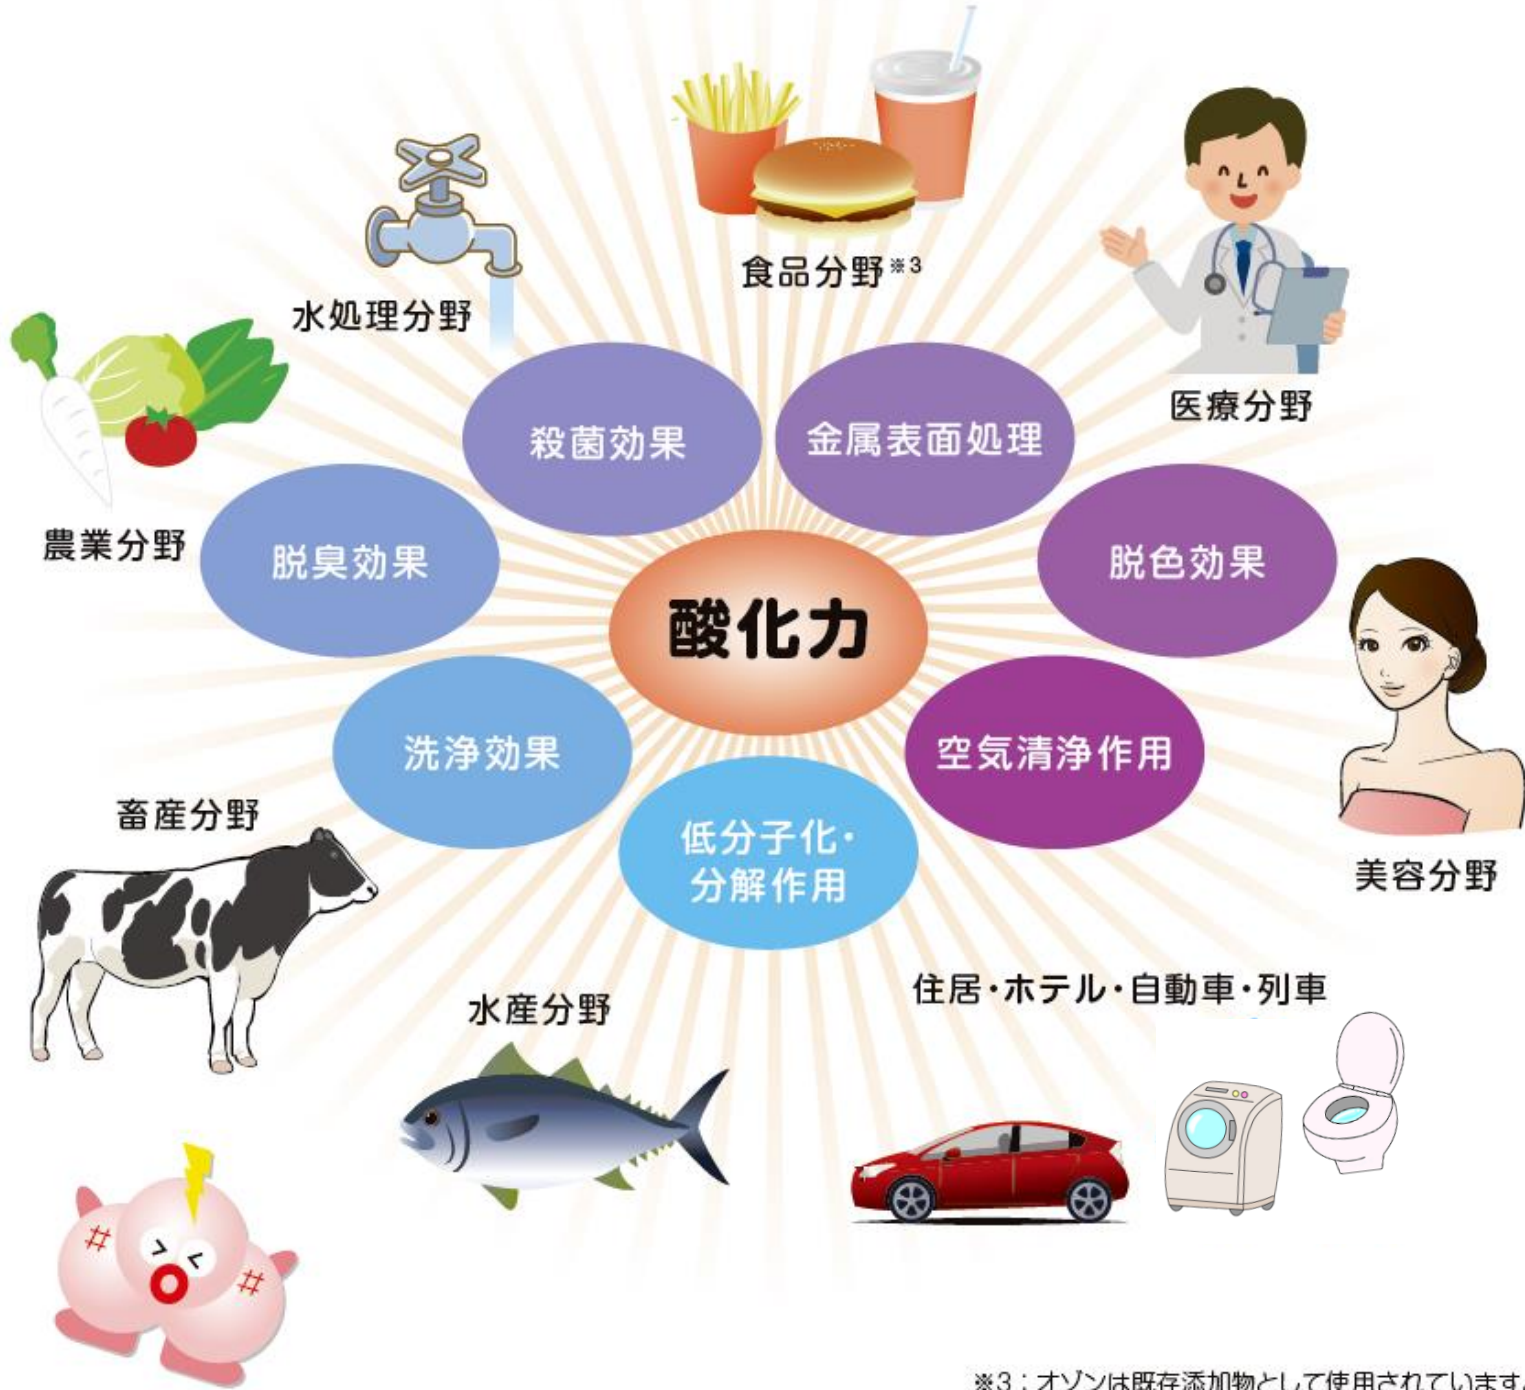 食品分野※3
水処理分野
医療分野
殺菌効果
金属表面処理
農業分野
脱臭効果
脱色効果
酸化力
洗浄効果
空気清浄作用
畜産分野
低分子化・
分解作用
美容分野
住居・ホテル・自動車・列車
水産分野
※3：オゾンは既存添加物として使用されています。